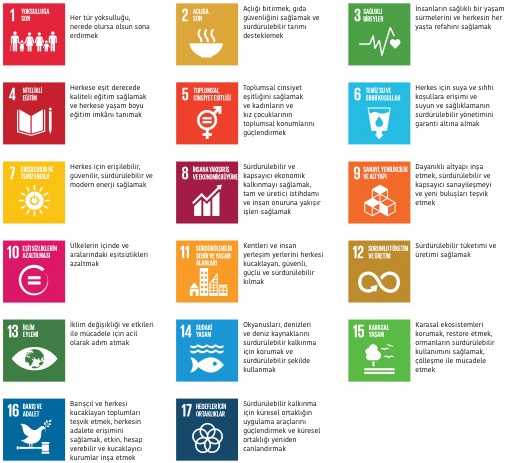 1 YOKSULLUĞA
SON
Her tür yoksulluğu,
nerede olursa olsun sona
erdirmek
2 AÇLIĞA
SON
Açlığı bitirmek, gıda
güvenliğini sağlamak ve
sürdürülebilir tarımı
desteklemek
3 SAĞLIKLI
BİREYLER
İnsanların sağlıklı bir yaşam
sürmelerini ve herkesin her
yaşta refahını sağlamak
4 NİTELİKLİ
EĞİTİM
Herkese eşit derecede
kaliteli eğitim sağlamak
ve herkese yaşam boyu
eğitim imkânı tanımak
5 TOPLUMSAL
CİNSİYET EŞİTLİĞİ
Toplumsal cinsiyet
eşitliğini sağlamak
ve kadınların ve
kız çocuklarının
toplumsal konumlarını
güçlendirmek
6 TEMİZ SU VE
SIHHİ KOŞULLAR
Herkes için suya ve sıhhi
koşullara erişimi ve
suyun ve sağlıklamanın
sürdürülebilir yönetimini
garanti altına almak
7 ERİŞİLEBİLİR VE
TEMİZ ENERJİ
Herkes için erişilebilir,
güvenilir, sürdürülebilir ve
modern enerji sağlamak
8 İNSANA YAKIŞIR İŞ
VE EKONOMİK BÜYÜME
Sürdürülebilir ve
kapsayıcı ekonomik
kalkınmayı sağlamak,
tam ve üretici istihdamı
ve insan onuruna yakışır
işleri sağlamak
9 SANAYİ, YENİLİKÇİLİK
VE ALTYAPI
Dayanıklı altyapı inşa
etmek, sürdürülebilir ve
kapsayıcı sanayileşmeyi
ve yeni buluşları teşvik
etmek
10 EŞİTSİZLİKLERİN
AZALTILMASI
Ülkelerin içinde ve
aralarındaki eşitsizlikleri
azaltmak
11 SÜRDÜRÜLEBİLİR
ŞEHİR VE YAŞAM
ALANLARI
Kentleri ve insan
yerleşim yerlerini herkesi
kucaklayan, güvenli,
güçlü ve sürdürülebilir
kılmak
12 SORUMLU TÜKETİM
VE ÜRETİM
Sürdürülebilir tüketimi ve
üretimi sağlamak
13 İKLİM
EYLEMİ
İklim değişikliği ve etkileri
ile mücadele için acil
olarak adım atmak
14 SUDAKİ
YAŞAM
Okyanusları, denizleri
ve deniz kaynaklarını
sürdürülebilir kalkınma
için korumak ve
sürdürülebilir şekilde
kullanmak
15 KARASAL
YAŞAM
Karasal ekosistemleri
korumak, restore etmek,
ormanların sürdürülebilir
kullanımını sağlamak,
çölleşme ile mücadele
etmek
16 BARIŞ VE
ADALET
Barışçıl ve herkesi
kucaklayan toplumları
teşvik etmek, herkesin
adalete erişimini
sağlamak, etkin, hesap
verebilir ve kucaklayıcı
kurumlar inşa etmek
17 HEDEFLER İÇİN
ORTAKLIKLAR
Sürdürülebilir kalkınma
için küresel ortaklığın
uygulama araçlarını
güçlendirmek ve küresel
ortaklığı yeniden
canlandırmak